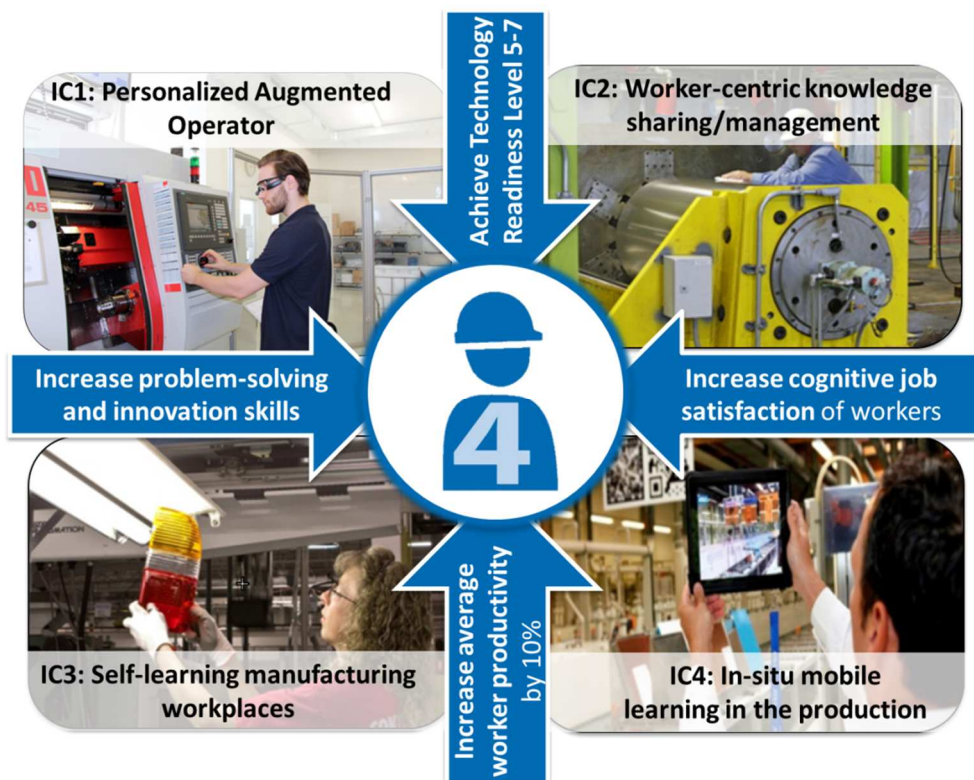 IC1: Personalized Augmented
Operator
Achieve Technology
Readiness Level 5-7
IC2: Worker-centric knowledge
sharing/management
45
Increase problem-solving
and innovation skills
4
Increase cognitive job
satisfaction of workers
IC3: Self-learning manufacturing
workplaces
Increase average
worker productivity
by 10%
IC4: In-situ mobile
learning in the production